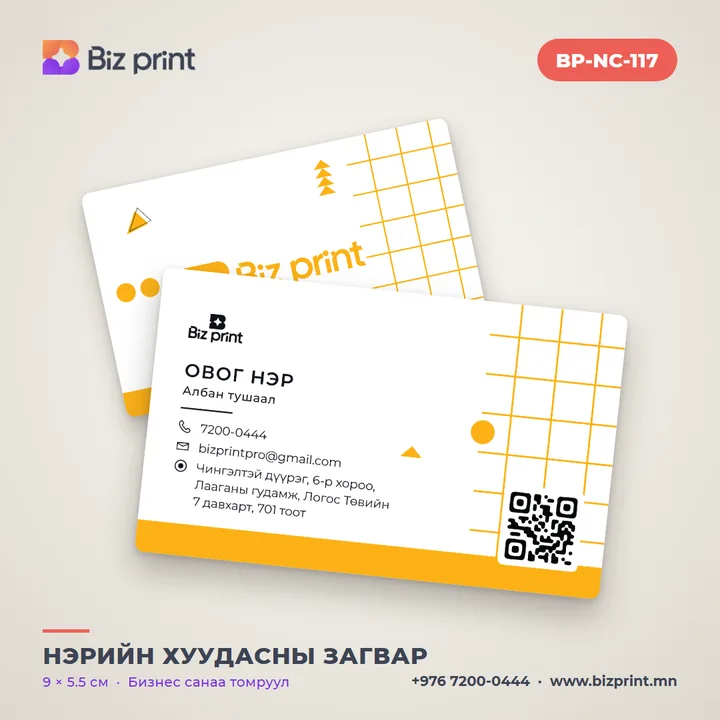 Biz print
BP-NC-117
Biz print
Biz print
ОВОГ НЭР
Албан тушаал
7200-0444
bizprintpro@gmail.com
Чингэлтэй дүүрэг, 6-р хороо,
Лааганы гудамж, Логос Төвийн
7 давхарт, 701 тоот
НЭРИЙН ХУУДАСНЫ ЗАГВАР
9 × 5.5 см · Бизнес санаа томруул
+976 7200-0444 · www.bizprint.mn